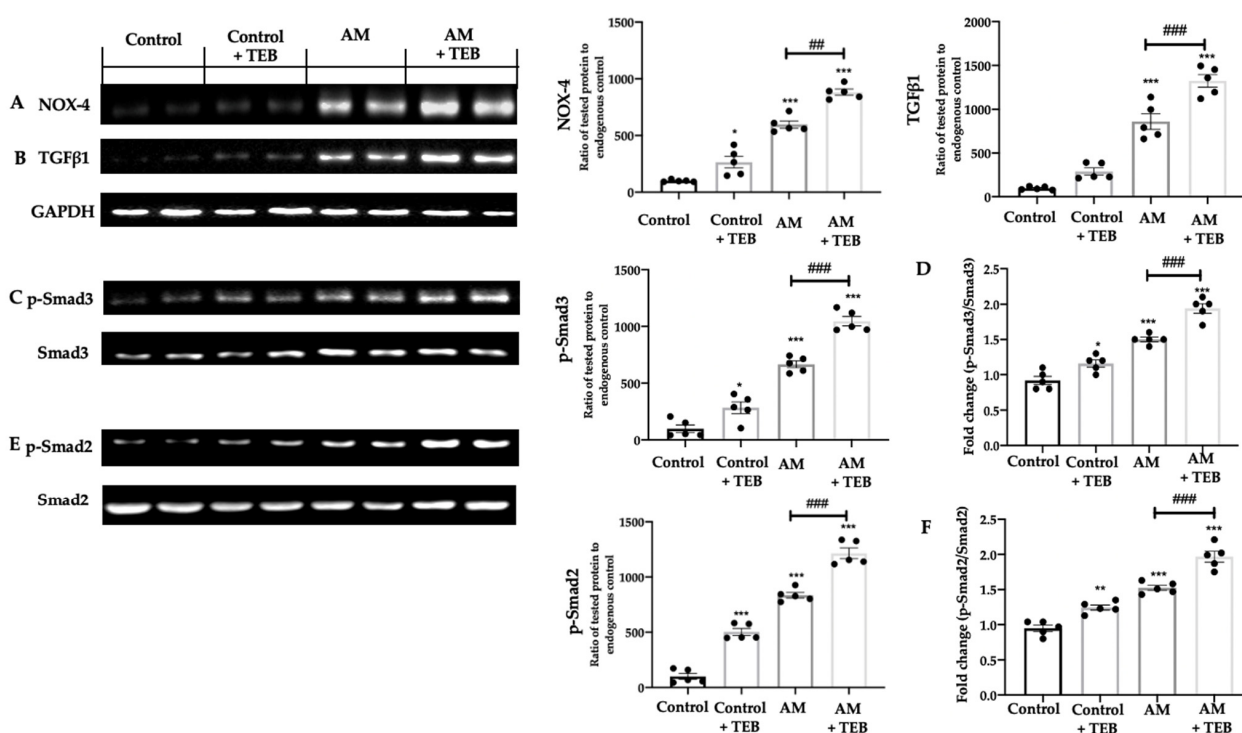 Control
Control
+ TEB
AM
AM
+ TEB
A NOX-4
B TGFβ1
GAPDH
C p-Smad3
Smad3
E p-Smad2
Smad2
NOX-4
Ratio of tested protein to
endogenous control
1500
1000
500
0
##
*
***
***
Control
Control
+ TEB
AM
AM
+ TEB
TGFβ1
Ratio of tested protein to
endogenous control
2000
1500
1000
500
0
###
***
***
Control
Control
+ TEB
AM
AM
+ TEB
p-Smad3
Ratio of tested protein to
endogenous control
1500
1000
500
0
###
*
***
***
Control
Control
+ TEB
AM
AM
+ TEB
D
Fold change (p-Smad3/Smad3)
2.5
2.0
1.5
1.0
0.5
0.0
###
*
***
***
Control
Control
+ TEB
AM
AM
+ TEB
p-Smad2
Ratio of tested protein to
endogenous control
1500
1000
500
0
###
***
***
***
Control
Control
+ TEB
AM
AM
+ TEB
F
Fold change (p-Smad2/Smad2)
2.5
2.0
1.5
1.0
0.5
0.0
###
**
***
***
Control
Control
+ TEB
AM
AM
+ TEB